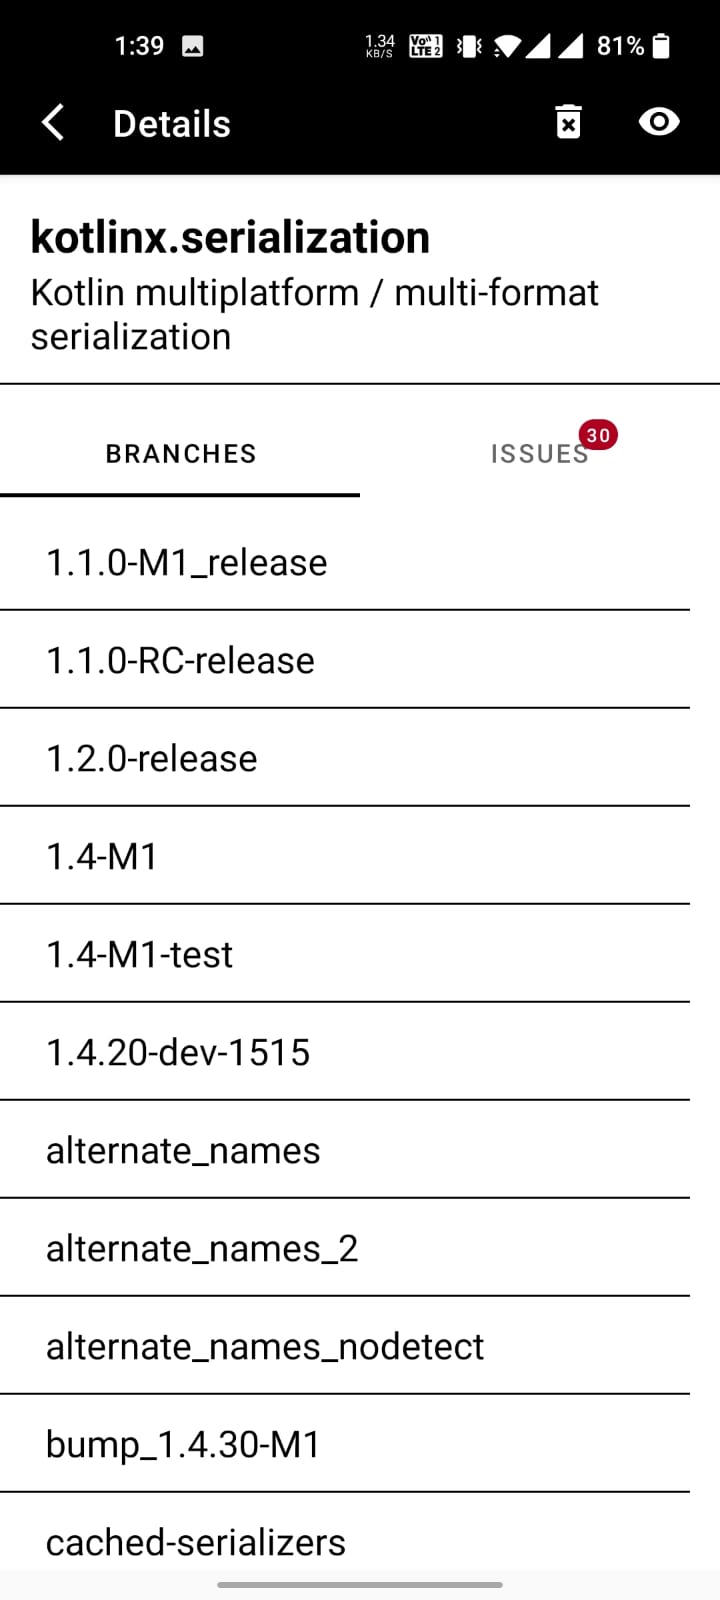 1:39
1.34 KB/S Vo)) 1 LTE 2 81%
Details
kotlinx.serialization
Kotlin multiplatform / multi-format
serialization
BRANCHES ISSUES 30
1.1.0-M1_release
1.1.0-RC-release
1.2.0-release
1.4-M1
1.4-M1-test
1.4.20-dev-1515
alternate_names
alternate_names_2
alternate_names_nodetect
bump_1.4.30-M1
cached-serializers